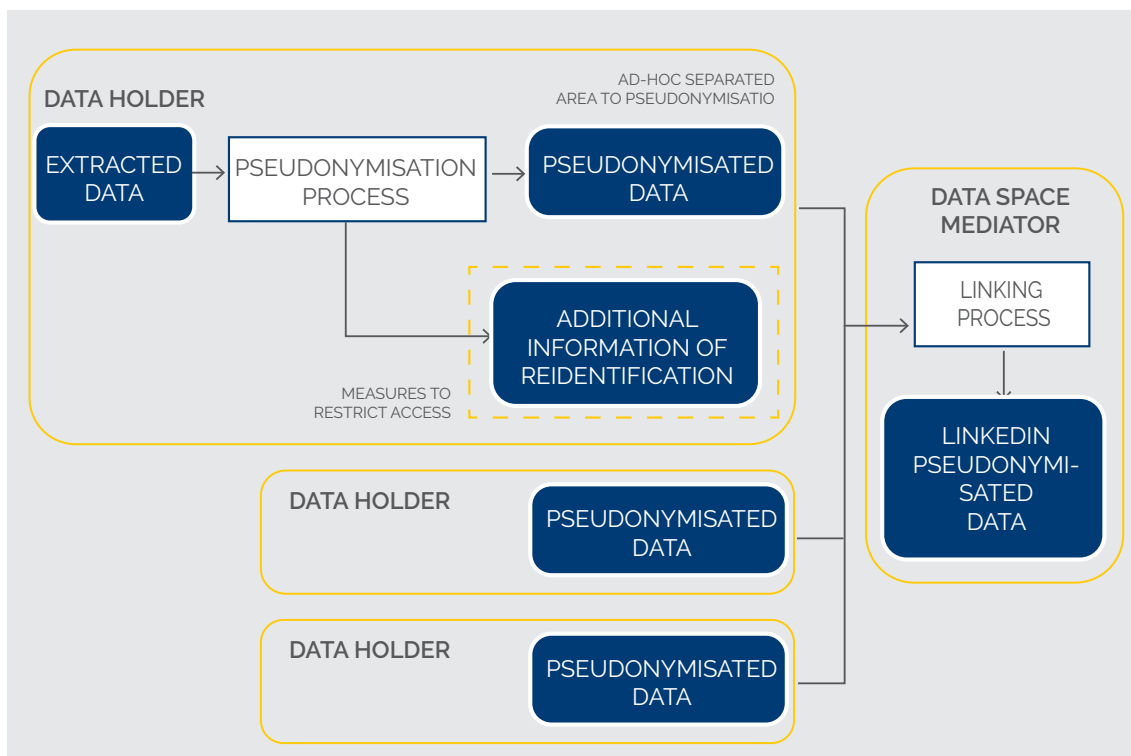 DATA HOLDER
AD-HOC SEPARATED
AREA TO PSEUDONYMISATIO
EXTRACTED
DATA
PSEUDONYMISATION
PROCESS
PSEUDONYMISATED
DATA
ADDITIONAL
INFORMATION OF
REIDENTIFICATION
MEASURES TO
RESTRICT ACCESS
DATA HOLDER
PSEUDONYMISATED
DATA
DATA HOLDER
PSEUDONYMISATED
DATA
DATA SPACE
MEDIATOR
LINKING
PROCESS
LINKEDIN
PSEUDONYMI-
SATED
DATA